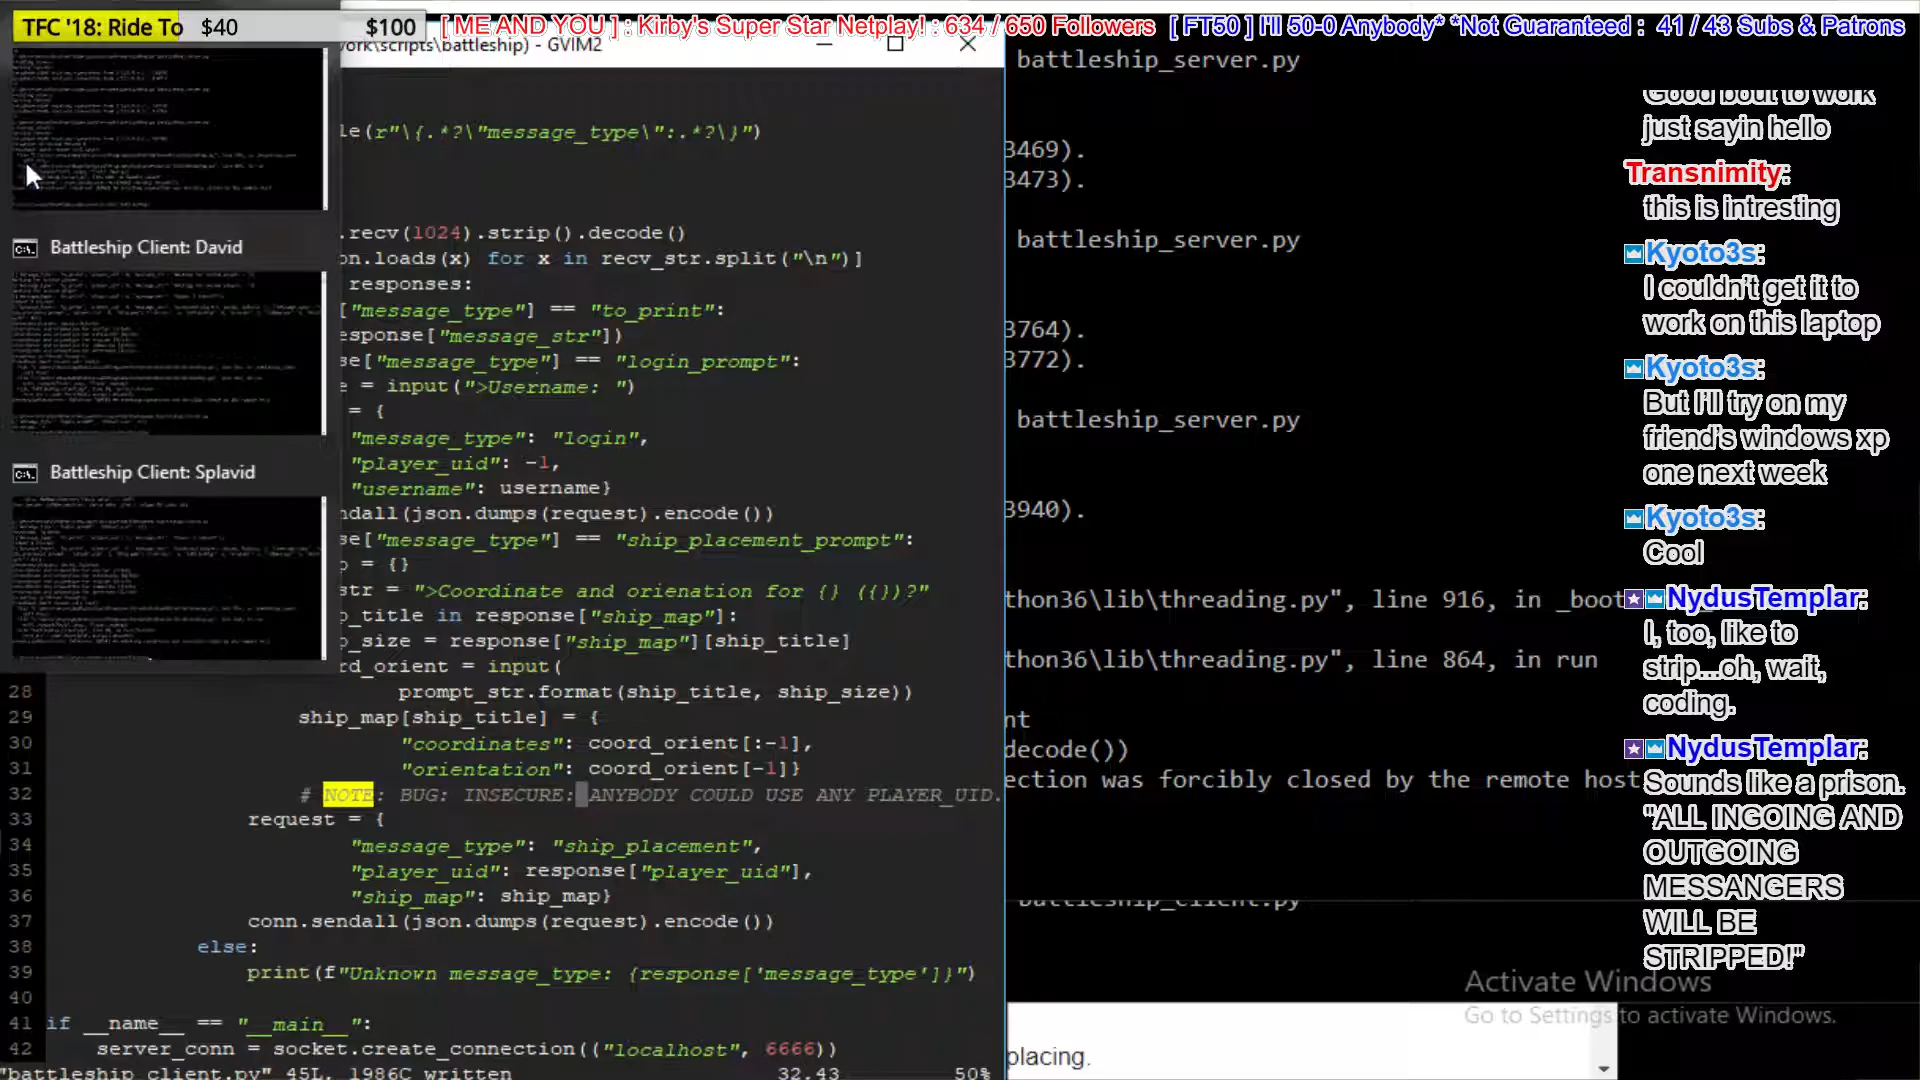 TFC '18: Ride To $40 $100
[ ME AND YOU ] : Kirby's Super Star Netplay! : 634 / 650 Followers [ FT50 ] I'll 50-0 Anybody* *Not Guaranteed : 41 / 43 Subs & Patrons
ork\scripts\battleship) - GVIM2
le(r"\{.*?\"message_type\":.*?\}")
.recv(1024).strip().decode()
on.loads(x) for x in recv_str.split("\n")]
responses:
["message_type"] == "to_print":
esponse["message_str"])
se["message_type"] == "login_prompt":
e = input(">Username: ")
= {
"message_type": "login",
"player_uid": -1,
"username": username}
ndall(json.dumps(request).encode())
se["message_type"] == "ship_placement_prompt":
p = {}
str = ">Coordinate and orienation for {} ({})?"
p_title in response["ship_map"]:
p_size = response["ship_map"][ship_title]
rd_orient = input(
28 prompt_str.format(ship_title, ship_size))
29 ship_map[ship_title] = {
30 "coordinates": coord_orient[:-1],
31 "orientation": coord_orient[-1]}
32 # NOTE: BUG: INSECURE: ANYBODY COULD USE ANY PLAYER_UID.
33 request = {
34 "message_type": "ship_placement",
35 "player_uid": response["player_uid"],
36 "ship_map": ship_map}
37 conn.sendall(json.dumps(request).encode())
38 else:
39 print(f"Unknown message_type: {response['message_type']}")
40
41 if __name__ == "__main__":
42 server_conn = socket.create_connection(("localhost", 6666))
"battleship_client.py" 45L, 1986C written 32,43 50%
Battleship Client: David
Battleship Client: Splavid
battleship_server.py
3469).
3473).
battleship_server.py
3764).
3772).
battleship_server.py
3940).
thon36\lib\threading.py", line 916, in _boot
thon36\lib\threading.py", line 864, in run
nt
decode())
ection was forcibly closed by the remote host
battleship_client.py
placing.
Good bout to work
just sayin hello
Transnimity:
this is intresting
Kyoto3s:
I couldn't get it to
work on this laptop
Kyoto3s:
But I'll try on my
friend's windows xp
one next week
Kyoto3s:
Cool
NydusTemplar:
I, too, like to
strip...oh, wait,
coding.
NydusTemplar:
Sounds like a prison.
"ALL INGOING AND
OUTGOING
MESSANGERS
WILL BE
STRIPPED!"
Activate Windows
Go to Settings to activate Windows.